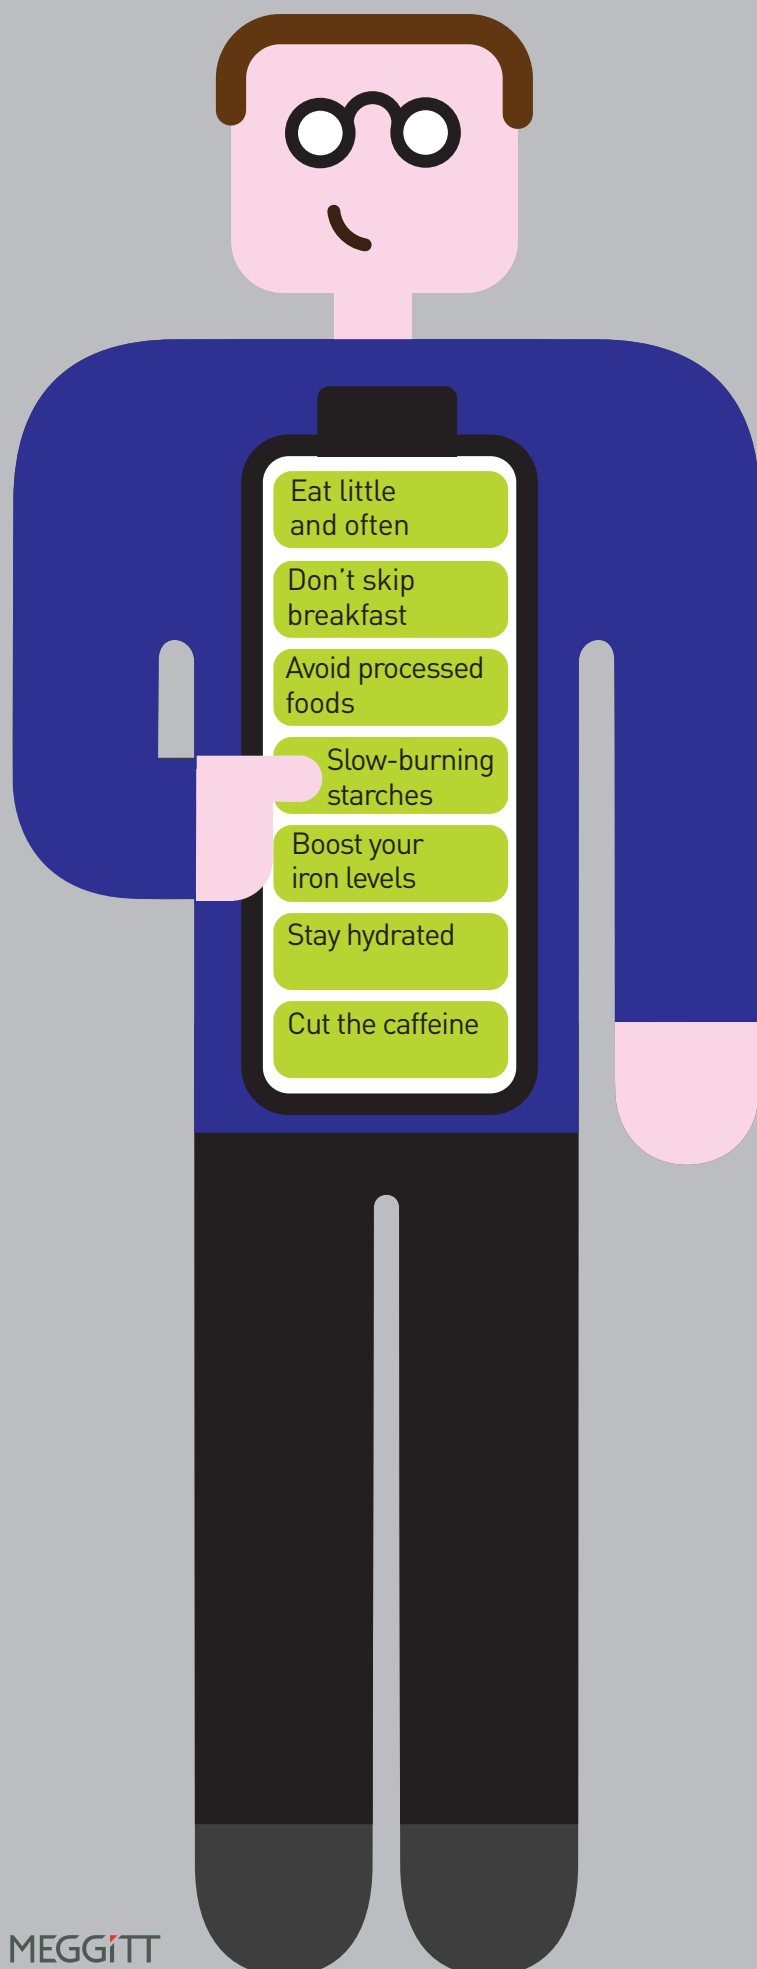 Eat little
and often
Don't skip
breakfast
Avoid processed
foods
Slow-burning
starches
Boost your
iron levels
Stay hydrated
Cut the caffeine
MEGGiTT